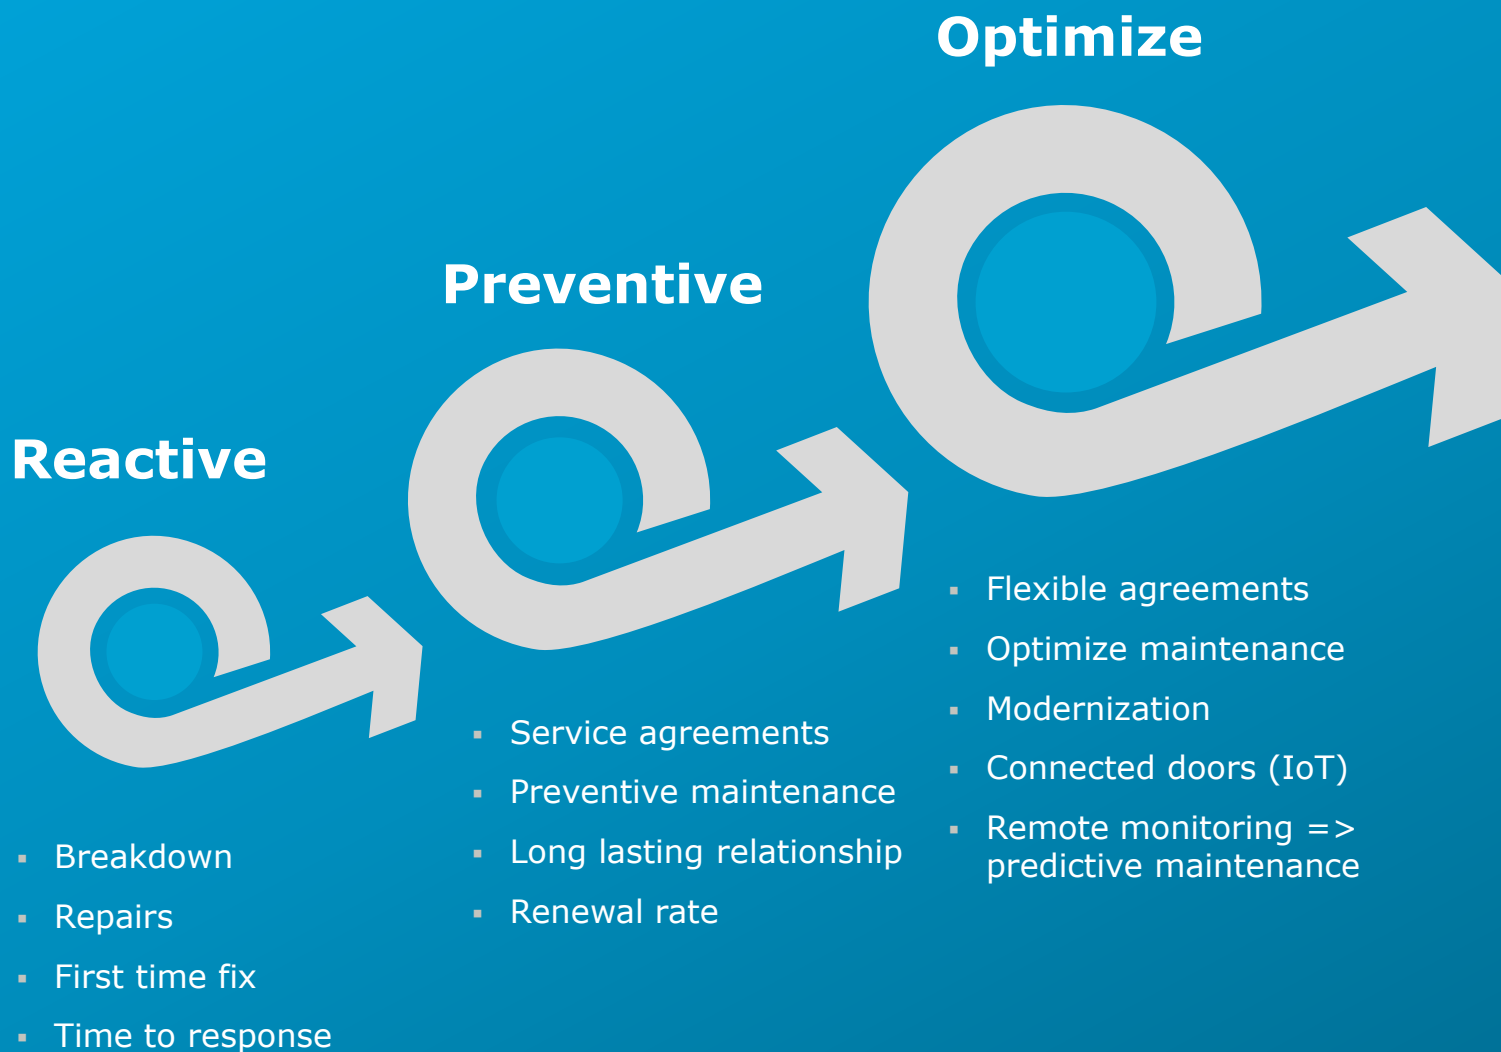 Optimize
Preventive
Reactive
Flexible agreements
Optimize maintenance
Modernization
Connected doors (IoT)
Remote monitoring =>
predictive maintenance
Service agreements
Preventive maintenance
Long lasting relationship
Renewal rate
Breakdown
Repairs
First time fix
Time to response